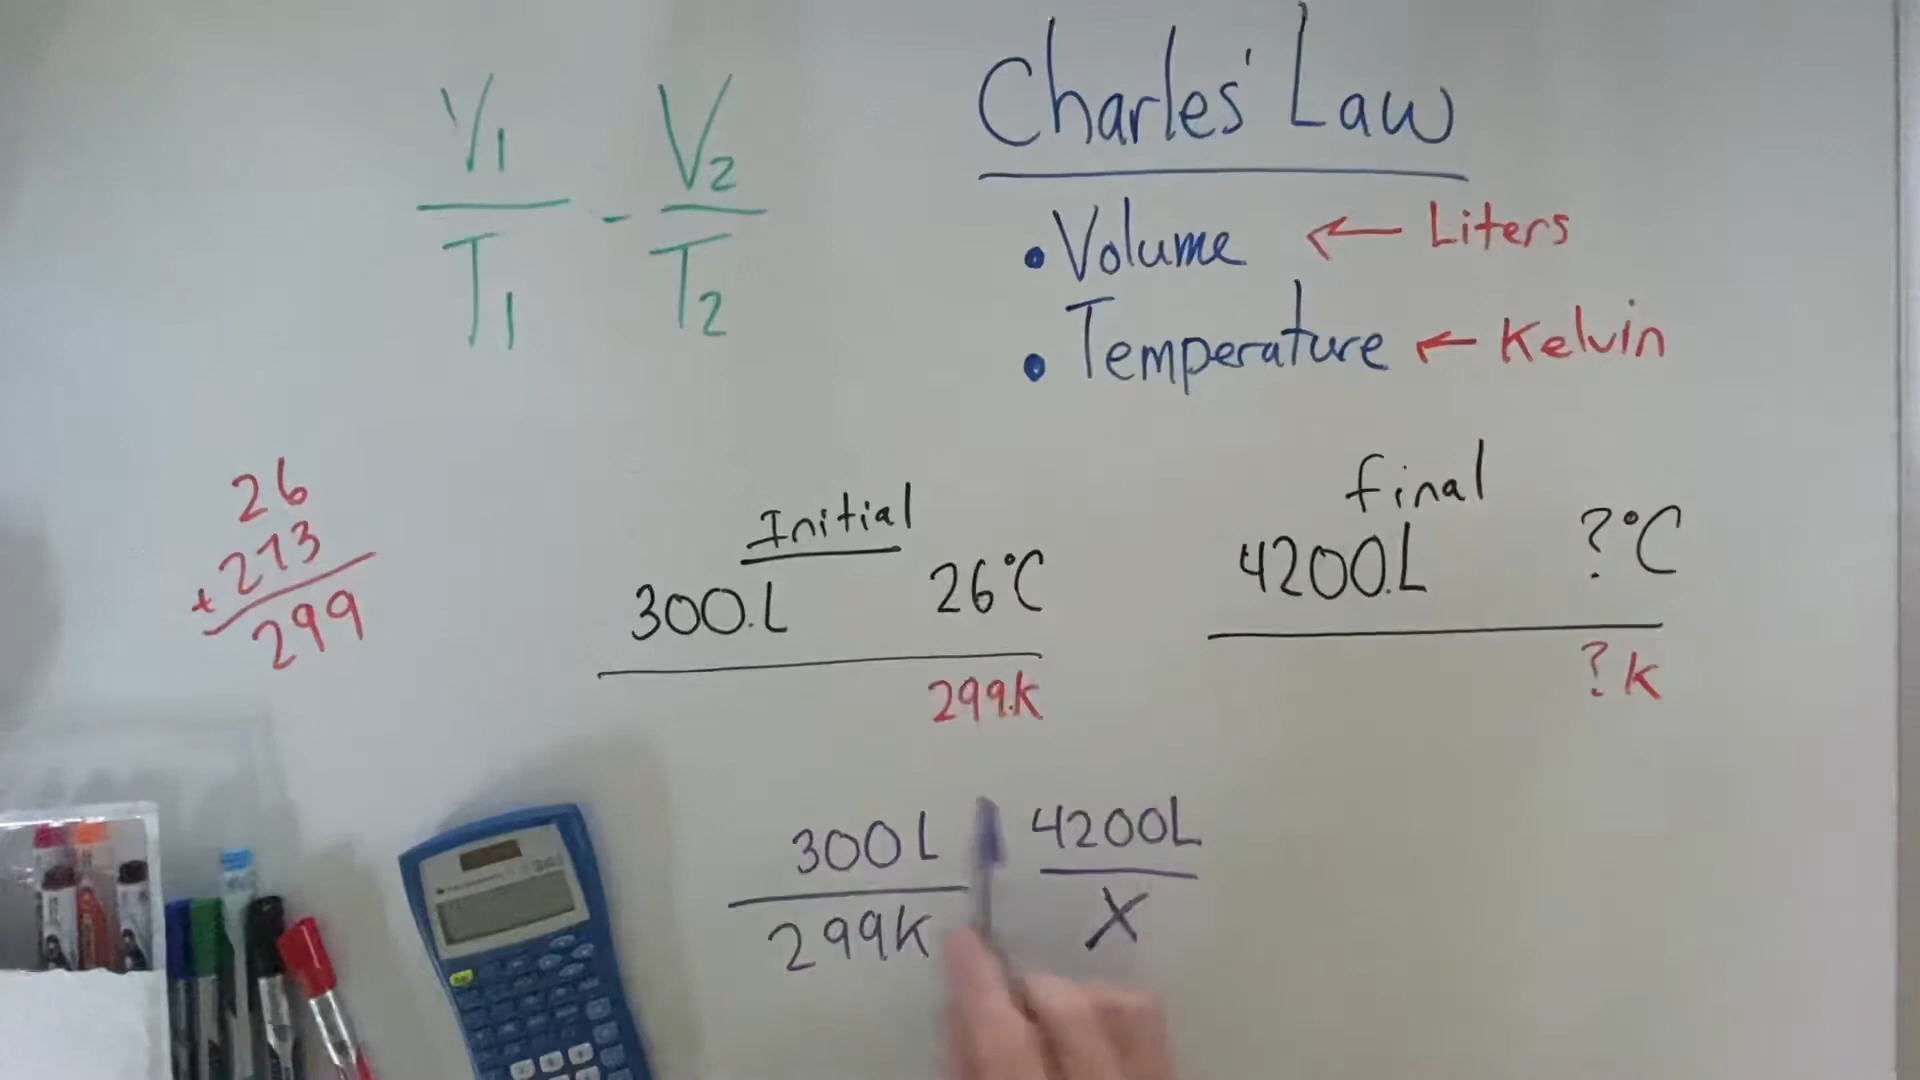 V1 - V2
T1 T2
Charles' Law
• Volume ← Liters
• Temperature ← Kelvin
26
+273
299
Initial
300.L 26°C
299.K
final
4200.L ?°C
? K
300L 4200L
299K X